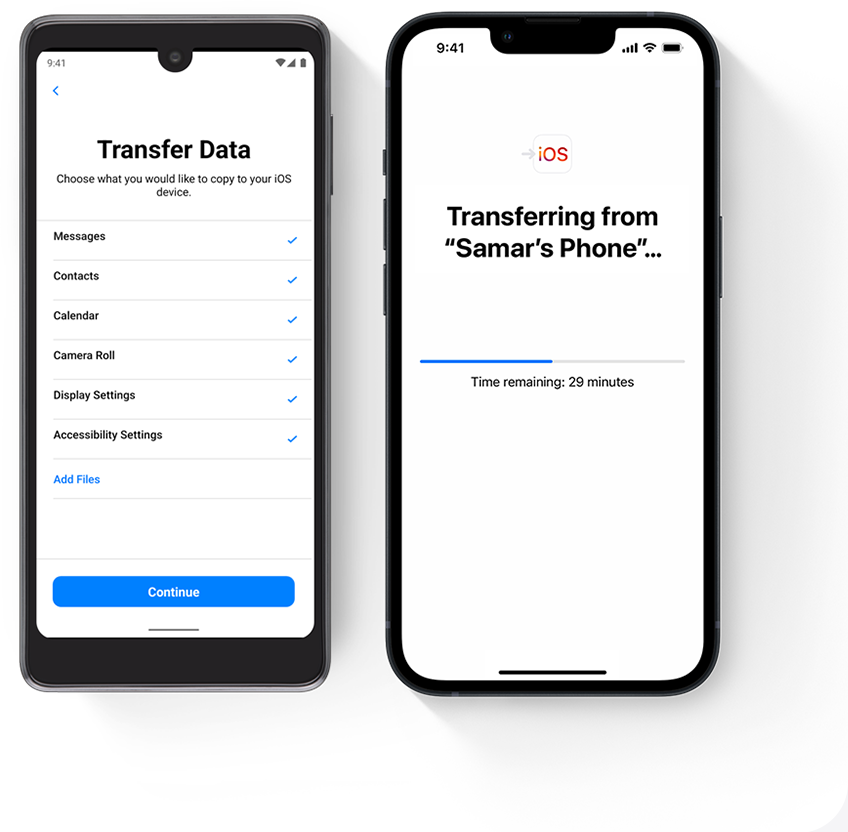 9:41
Transfer Data
Choose what you would like to copy to your iOS
device.
Messages
Contacts
Calendar
Camera Roll
Display Settings
Accessibility Settings
Add Files
Continue
9:41
iOS
Transferring from
“Samar’s Phone”...
Time remaining: 29 minutes